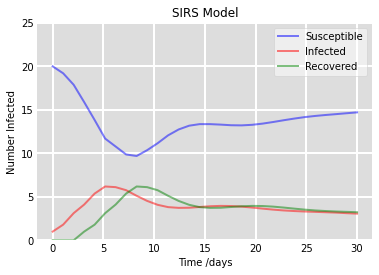 SIRS Model
Susceptible
Infected
Recovered
Number Infected
25
20
15
10
5
0
0 5 10 15 20 25 30
Time /days